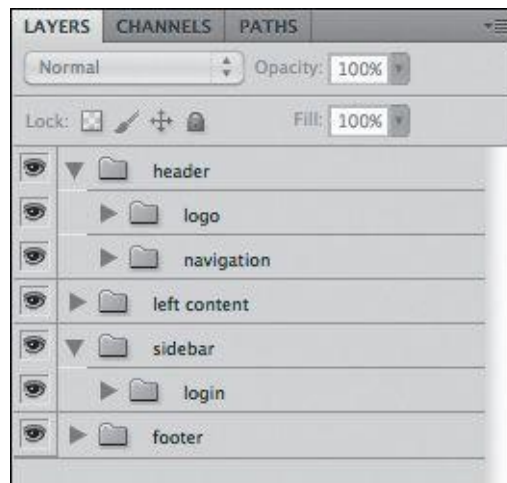 LAYERS CHANNELS PATHS
Normal Opacity: 100%
Lock: Fill: 100%
header
logo
navigation
left content
sidebar
login
footer